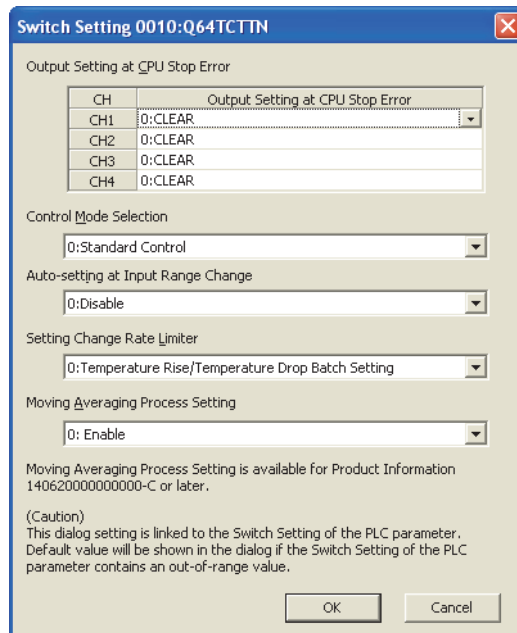 Switch Setting 0010:Q64TCTTN
Output Setting at CPU Stop Error
CH Output Setting at CPU Stop Error
CH1 0:CLEAR
CH2 0:CLEAR
CH3 0:CLEAR
CH4 0:CLEAR
Control Mode Selection
0:Standard Control
Auto-setting at Input Range Change
0:Disable
Setting Change Rate Limiter
0:Temperature Rise/Temperature Drop Batch Setting
Moving Averaging Process Setting
0: Enable
Moving Averaging Process Setting is available for Product Information
140620000000000-C or later.
(Caution)
This dialog setting is linked to the Switch Setting of the PLC parameter.
Default value will be shown in the dialog if the Switch Setting of the PLC
parameter contains an out-of-range value.
OK Cancel